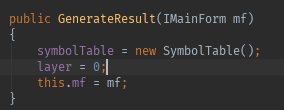 public GenerateResult(IMainForm mf)
{
    symbolTable = new SymbolTable();
    layer = 0;
    this.mf = mf;
}